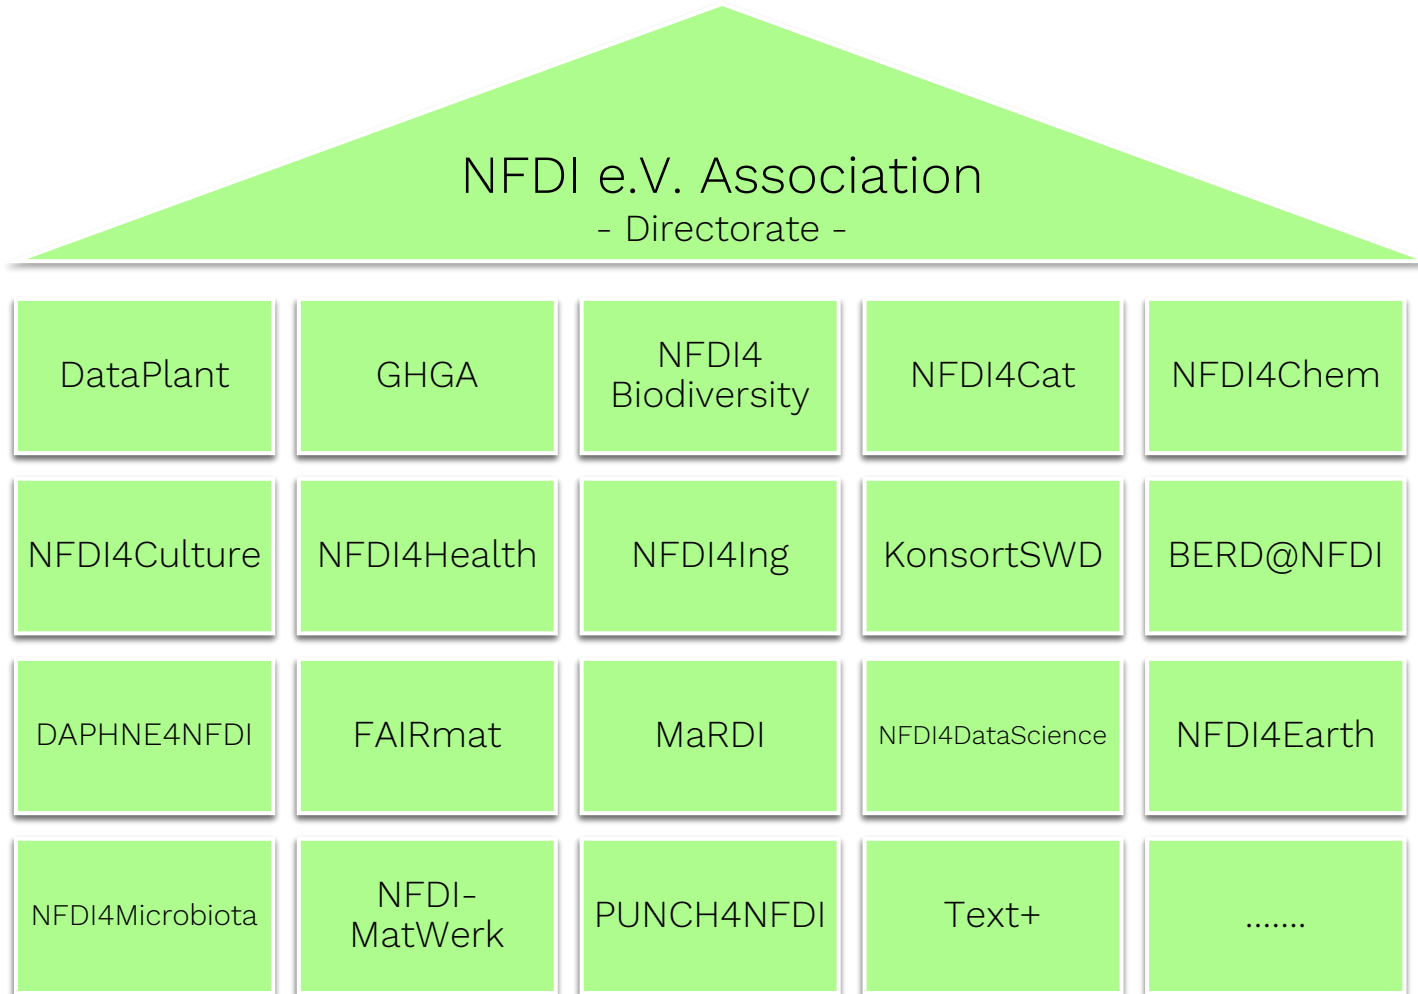 NFDI e.V. Association
- Directorate -
DataPlant
GHGA
NFDI4
Biodiversity
NFDI4Cat
NFDI4Chem
NFDI4Culture
NFDI4Health
NFDI4Ing
KonsortSWD
BERD@NFDI
DAPHNE4NFDI
FAIRmat
MaRDI
NFDI4DataScience
NFDI4Earth
NFDI4Microbiota
NFDI-
MatWerk
PUNCH4NFDI
Text+
.......